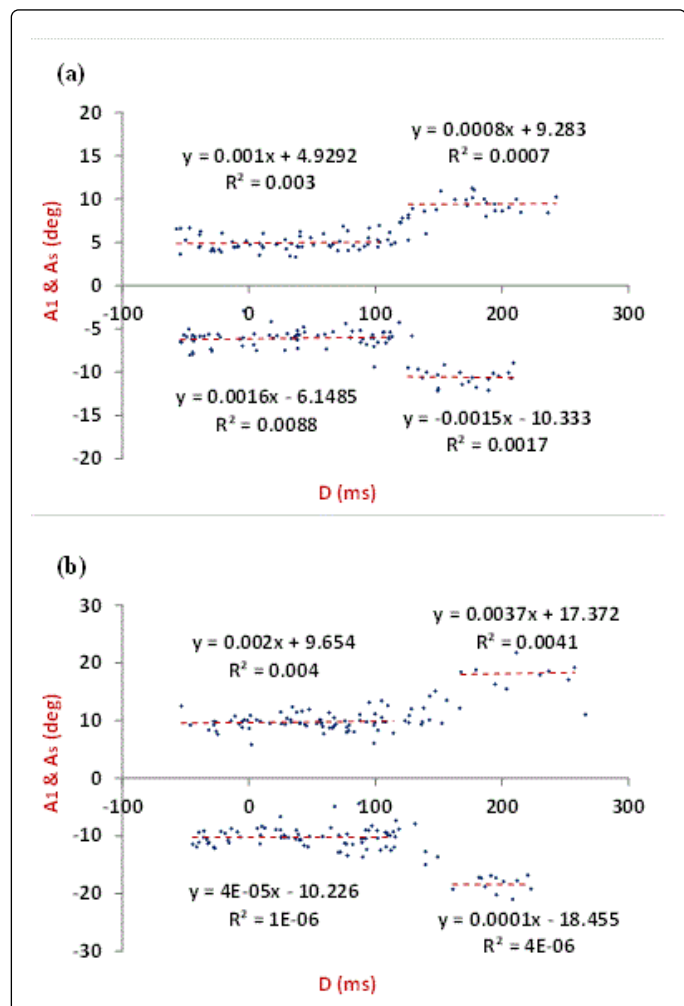 (a)
20
y = 0.0008x + 9.283
15
y = 0.001x + 4.9292
R² = 0.0007
10
R² = 0.003
5
0
-100 0 100 200 300
-5
-10
y = 0.0016x - 6.1485
y = -0.0015x - 10.333
-15
R² = 0.0088
R² = 0.0017
-20
A1 & As (deg)
D (ms)
(b)
30
y = 0.0037x + 17.372
y = 0.002x + 9.654
R² = 0.0041
20
R² = 0.004
10
0
-100 0 100 200 300
-10
-20
y = 4E-05x - 10.226
y = 0.0001x - 18.455
R² = 1E-06
R² = 4E-06
-30
A1 & As (deg)
D (ms)